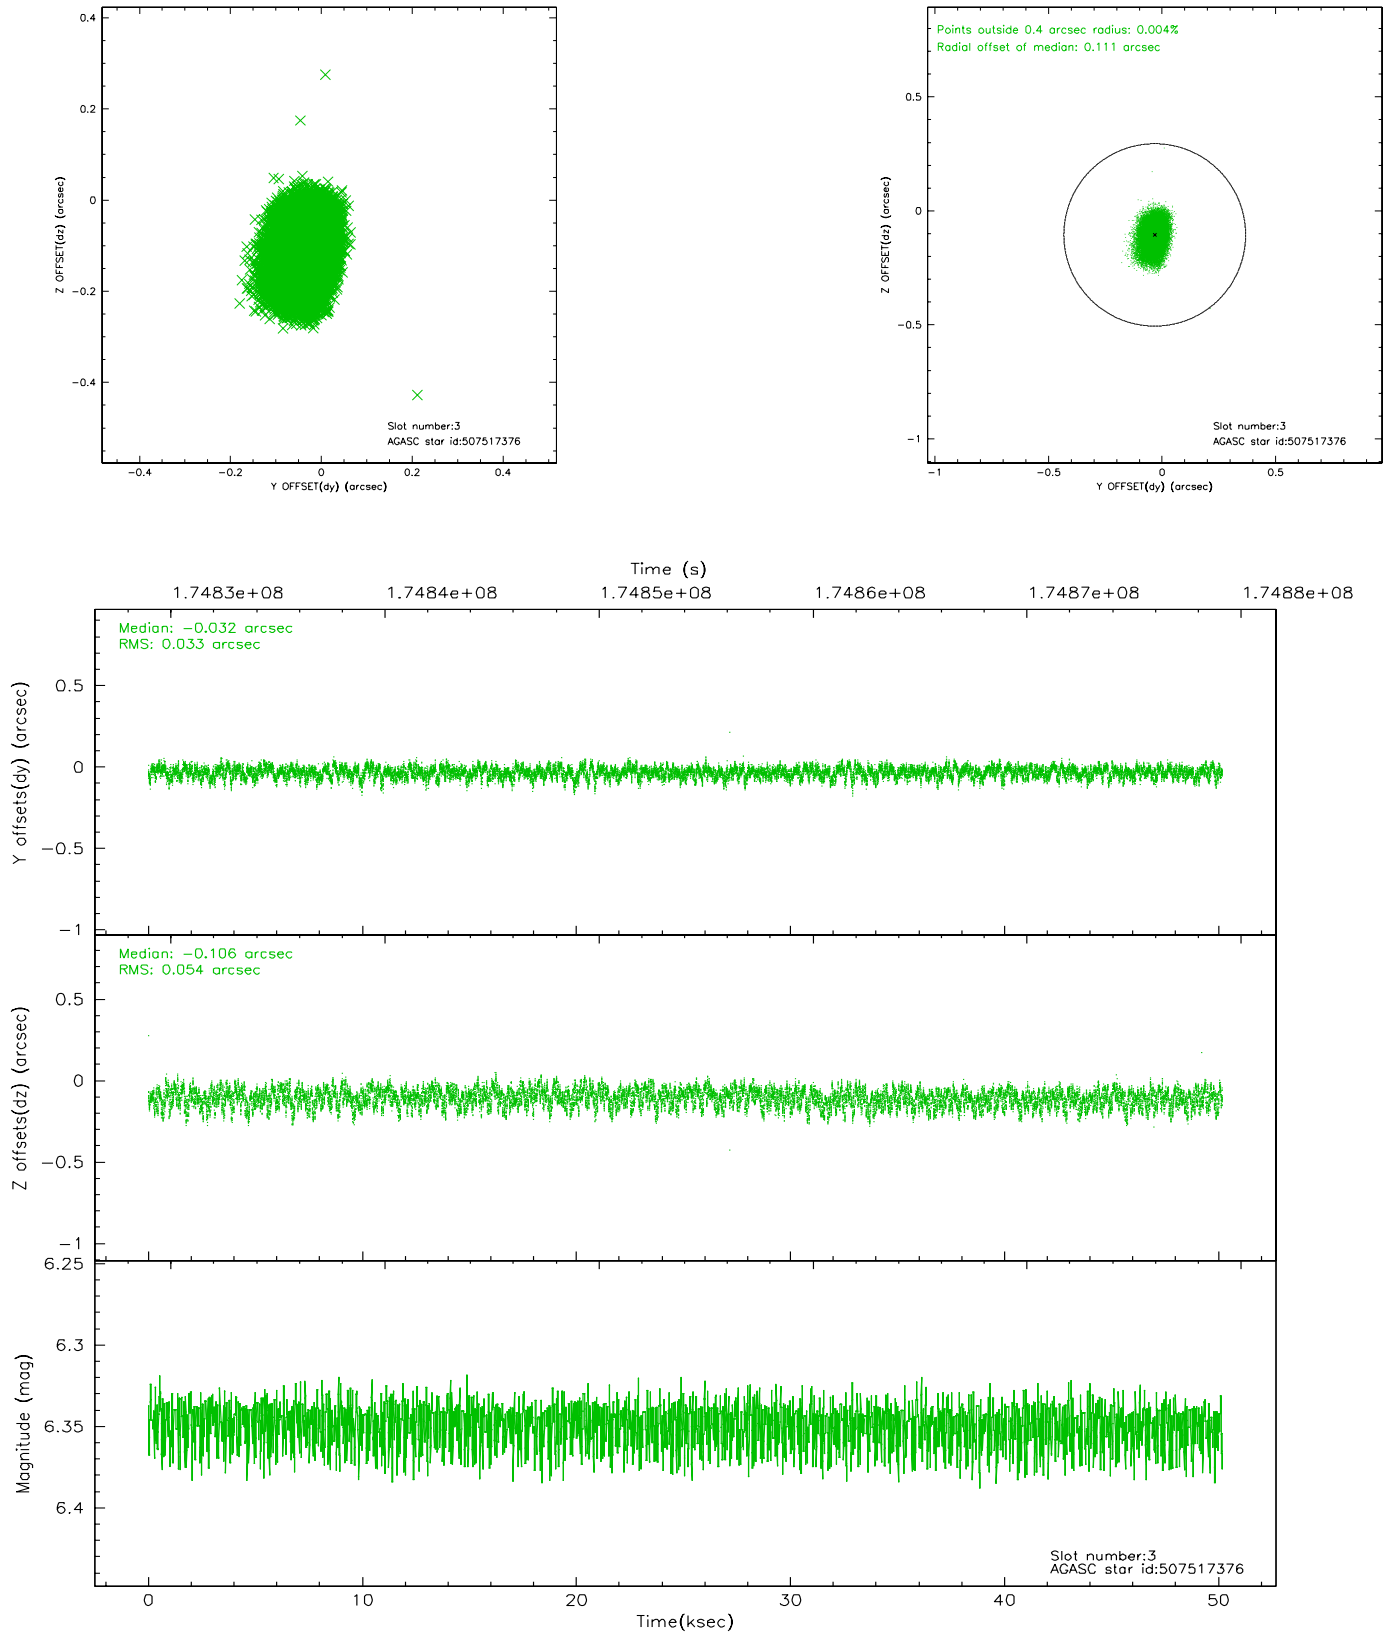 0.4
0.2
0
−0.2
−0.4
Z OFFSET(dz) (arcsec)
Slot number:3
AGASC star id:507517376
−0.4 −0.2 0 0.2 0.4
Y OFFSET(dy) (arcsec)
Points outside 0.4 arcsec radius: 0.004%
Radial offset of median: 0.111 arcsec
0.5
0
−0.5
−1
Z OFFSET(dz) (arcsec)
Slot number:3
AGASC star id:507517376
−1 −0.5 0 0.5
Y OFFSET(dy) (arcsec)
Time (s)
1.7483e+08 1.7484e+08 1.7485e+08 1.7486e+08 1.7487e+08 1.7488e+08
Median: −0.032 arcsec
RMS: 0.033 arcsec
0.5
0
−0.5
−1
Y offsets(dy) (arcsec)
Median: −0.106 arcsec
RMS: 0.054 arcsec
0.5
0
−0.5
−1
Z offsets(dz) (arcsec)
6.25
6.3
6.35
6.4
Magnitude (mag)
Slot number:3
AGASC star id:507517376
0 10 20 30 40 50
Time(ksec)